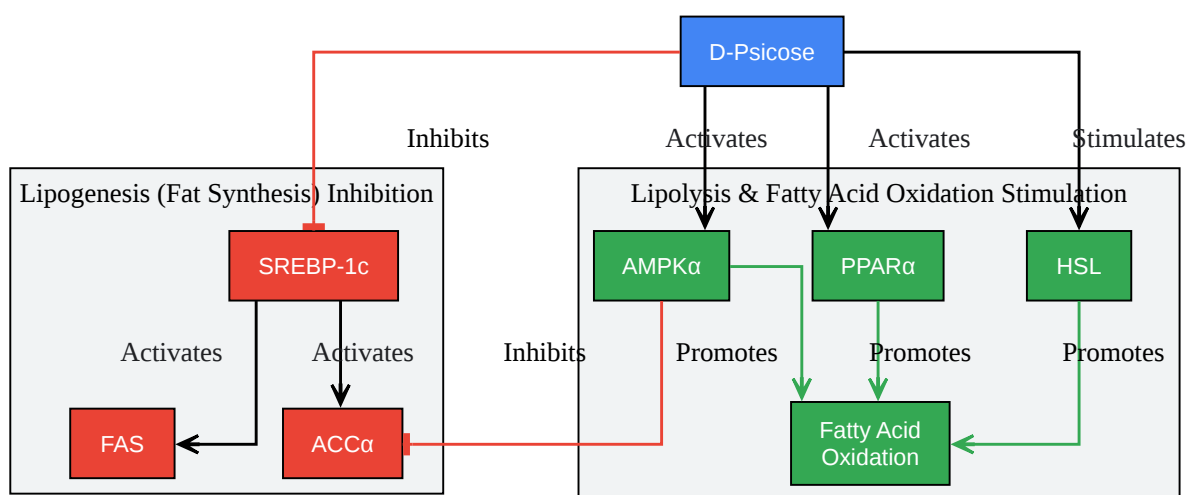 D-Psicose
Inhibits
Activates
Activates
Stimulates
Lipogenesis (Fat Synthesis) Inhibition
Lipolysis & Fatty Acid Oxidation Stimulation
SREBP-1c
AMPKα
PPARα
HSL
Activates
Activates
Inhibits
Promotes
Promotes
Promotes
FAS
ACCα
Fatty Acid
Oxidation